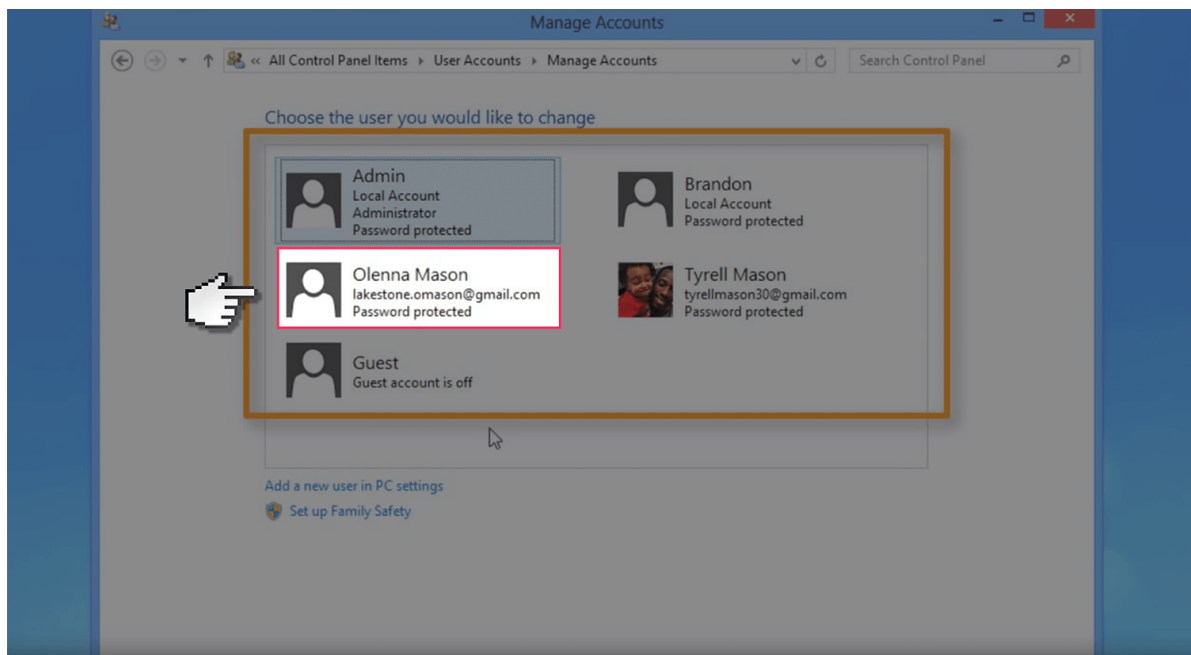 Manage Accounts
« All Control Panel Items User Accounts Manage Accounts
Search Control Panel
Choose the user you would like to change
Admin
Local Account
Administrator
Password protected
Brandon
Local Account
Password protected
Olenna Mason
lakestone.omason@gmail.com
Password protected
Tyrell Mason
tyrellmason30@gmail.com
Password protected
Guest
Guest account is off
Add a new user in PC settings
Set up Family Safety